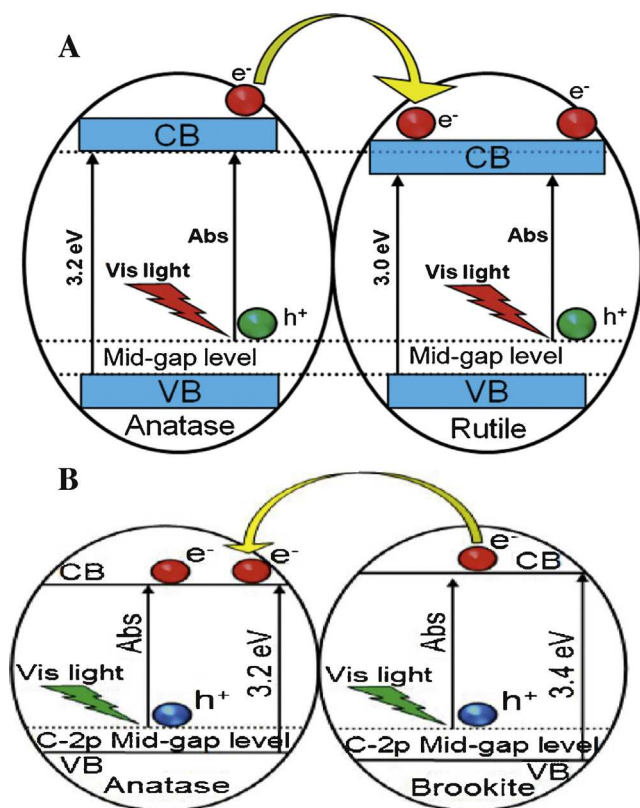 A
e⁻
CB
3.2 eV
Abs
Vis light
h⁺
Mid-gap level
VB
Anatase
e⁻
e⁻
CB
3.0 eV
Abs
Vis light
h⁺
Mid-gap level
VB
Rutile
B
e⁻
e⁻
CB
Abs
3.2 eV
Vis light
h⁺
C-2p Mid-gap level
VB
Anatase
e⁻
CB
Abs
3.4 eV
Vis light
h⁺
C-2p Mid-gap level
VB
Brookite